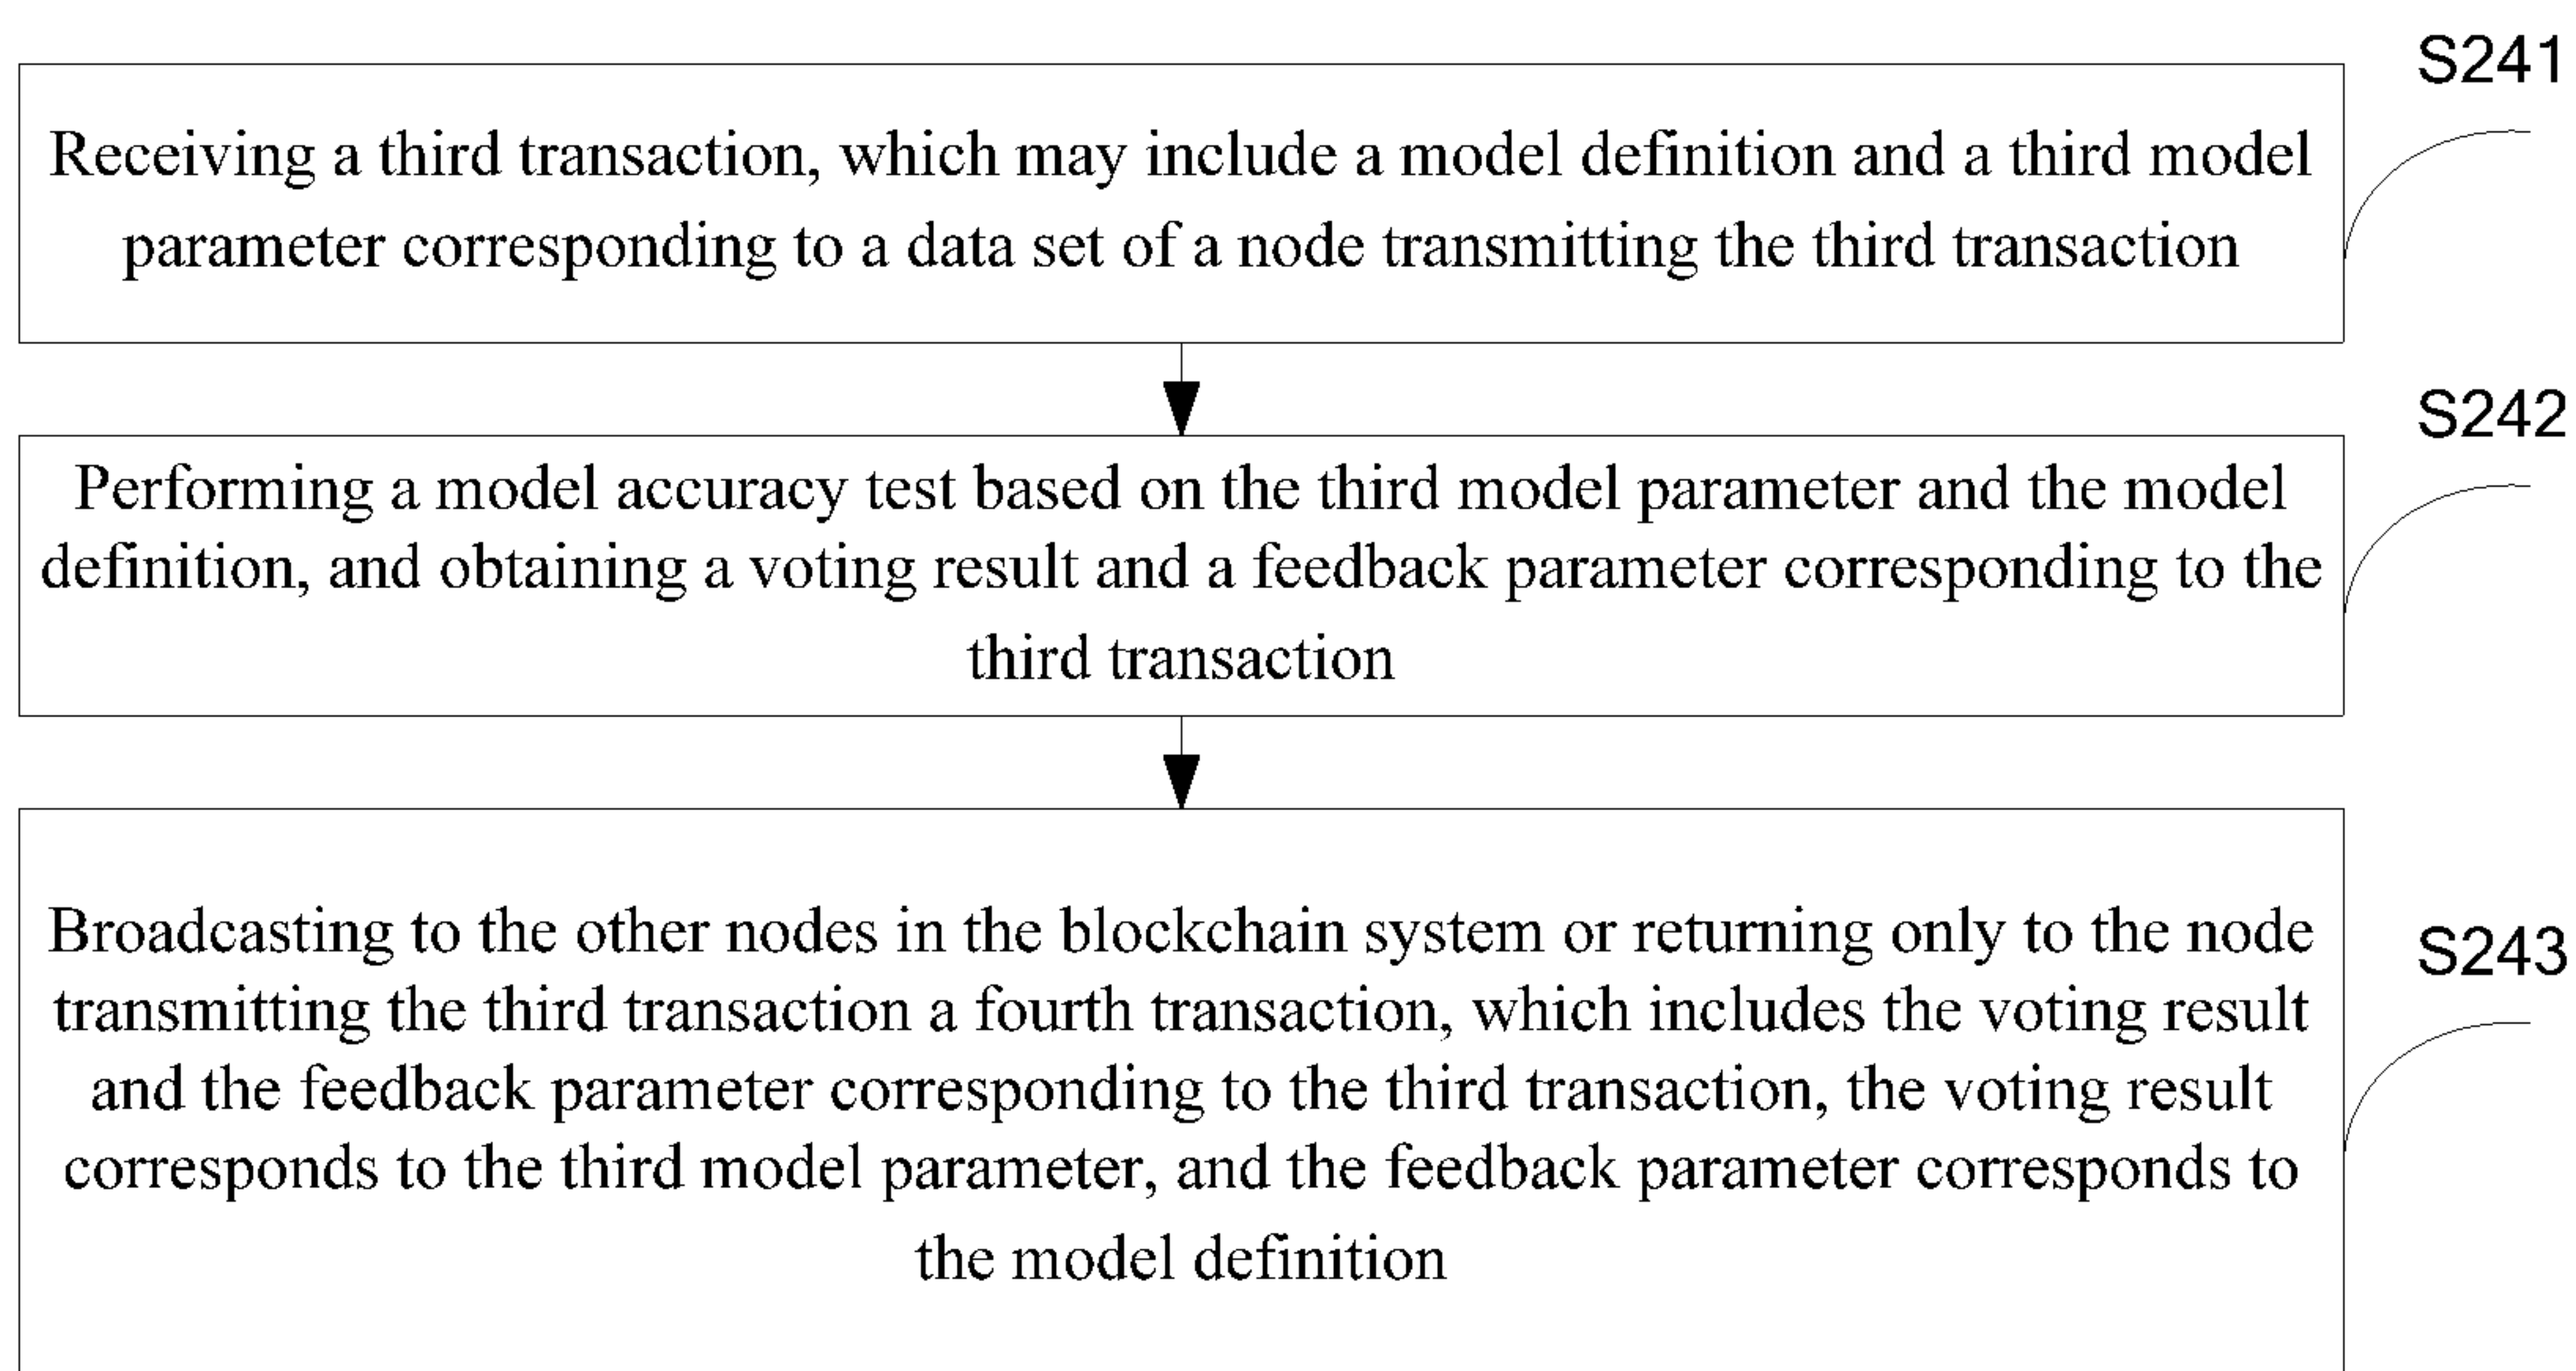 S241
Receiving a third transaction, which may include a model definition and a third model
parameter corresponding to a data set of a node transmitting the third transaction
S242
Performing a model accuracy test based on the third model parameter and the model
definition, and obtaining a voting result and a feedback parameter corresponding to the
third transaction
S243
Broadcasting to the other nodes in the blockchain system or returning only to the node
transmitting the third transaction a fourth transaction, which includes the voting result
and the feedback parameter corresponding to the third transaction, the voting result
corresponds to the third model parameter, and the feedback parameter corresponds to
the model definition